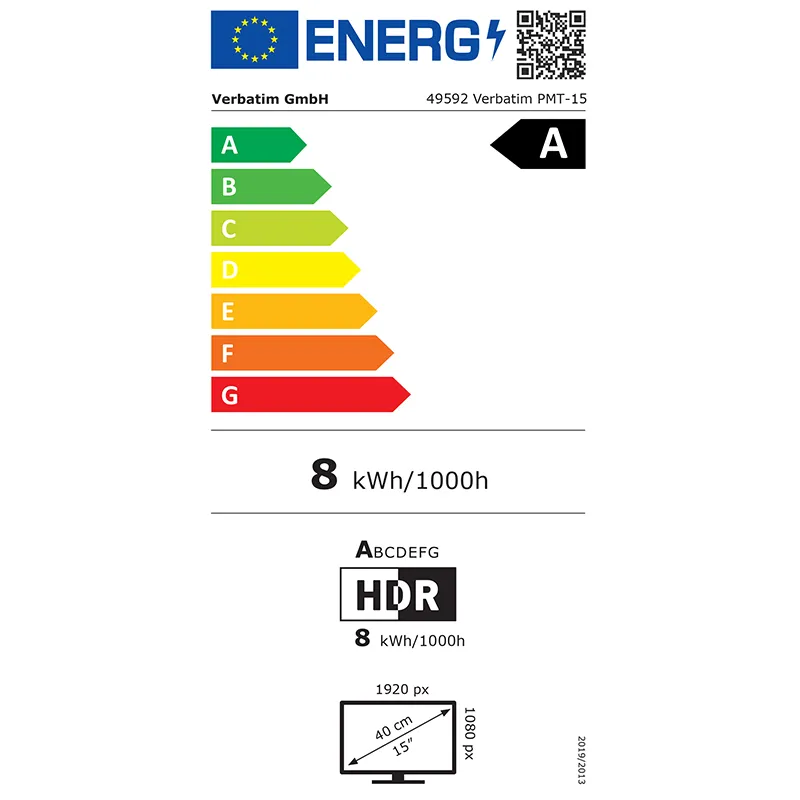 ENERG
Verbatim GmbH 49592 Verbatim PMT-15
A
A
B
C
D
E
F
G
8 kWh/1000h
ABCDEFG
HDR
8 kWh/1000h
1920 px
40 cm
15”
1080 px
2019/2013